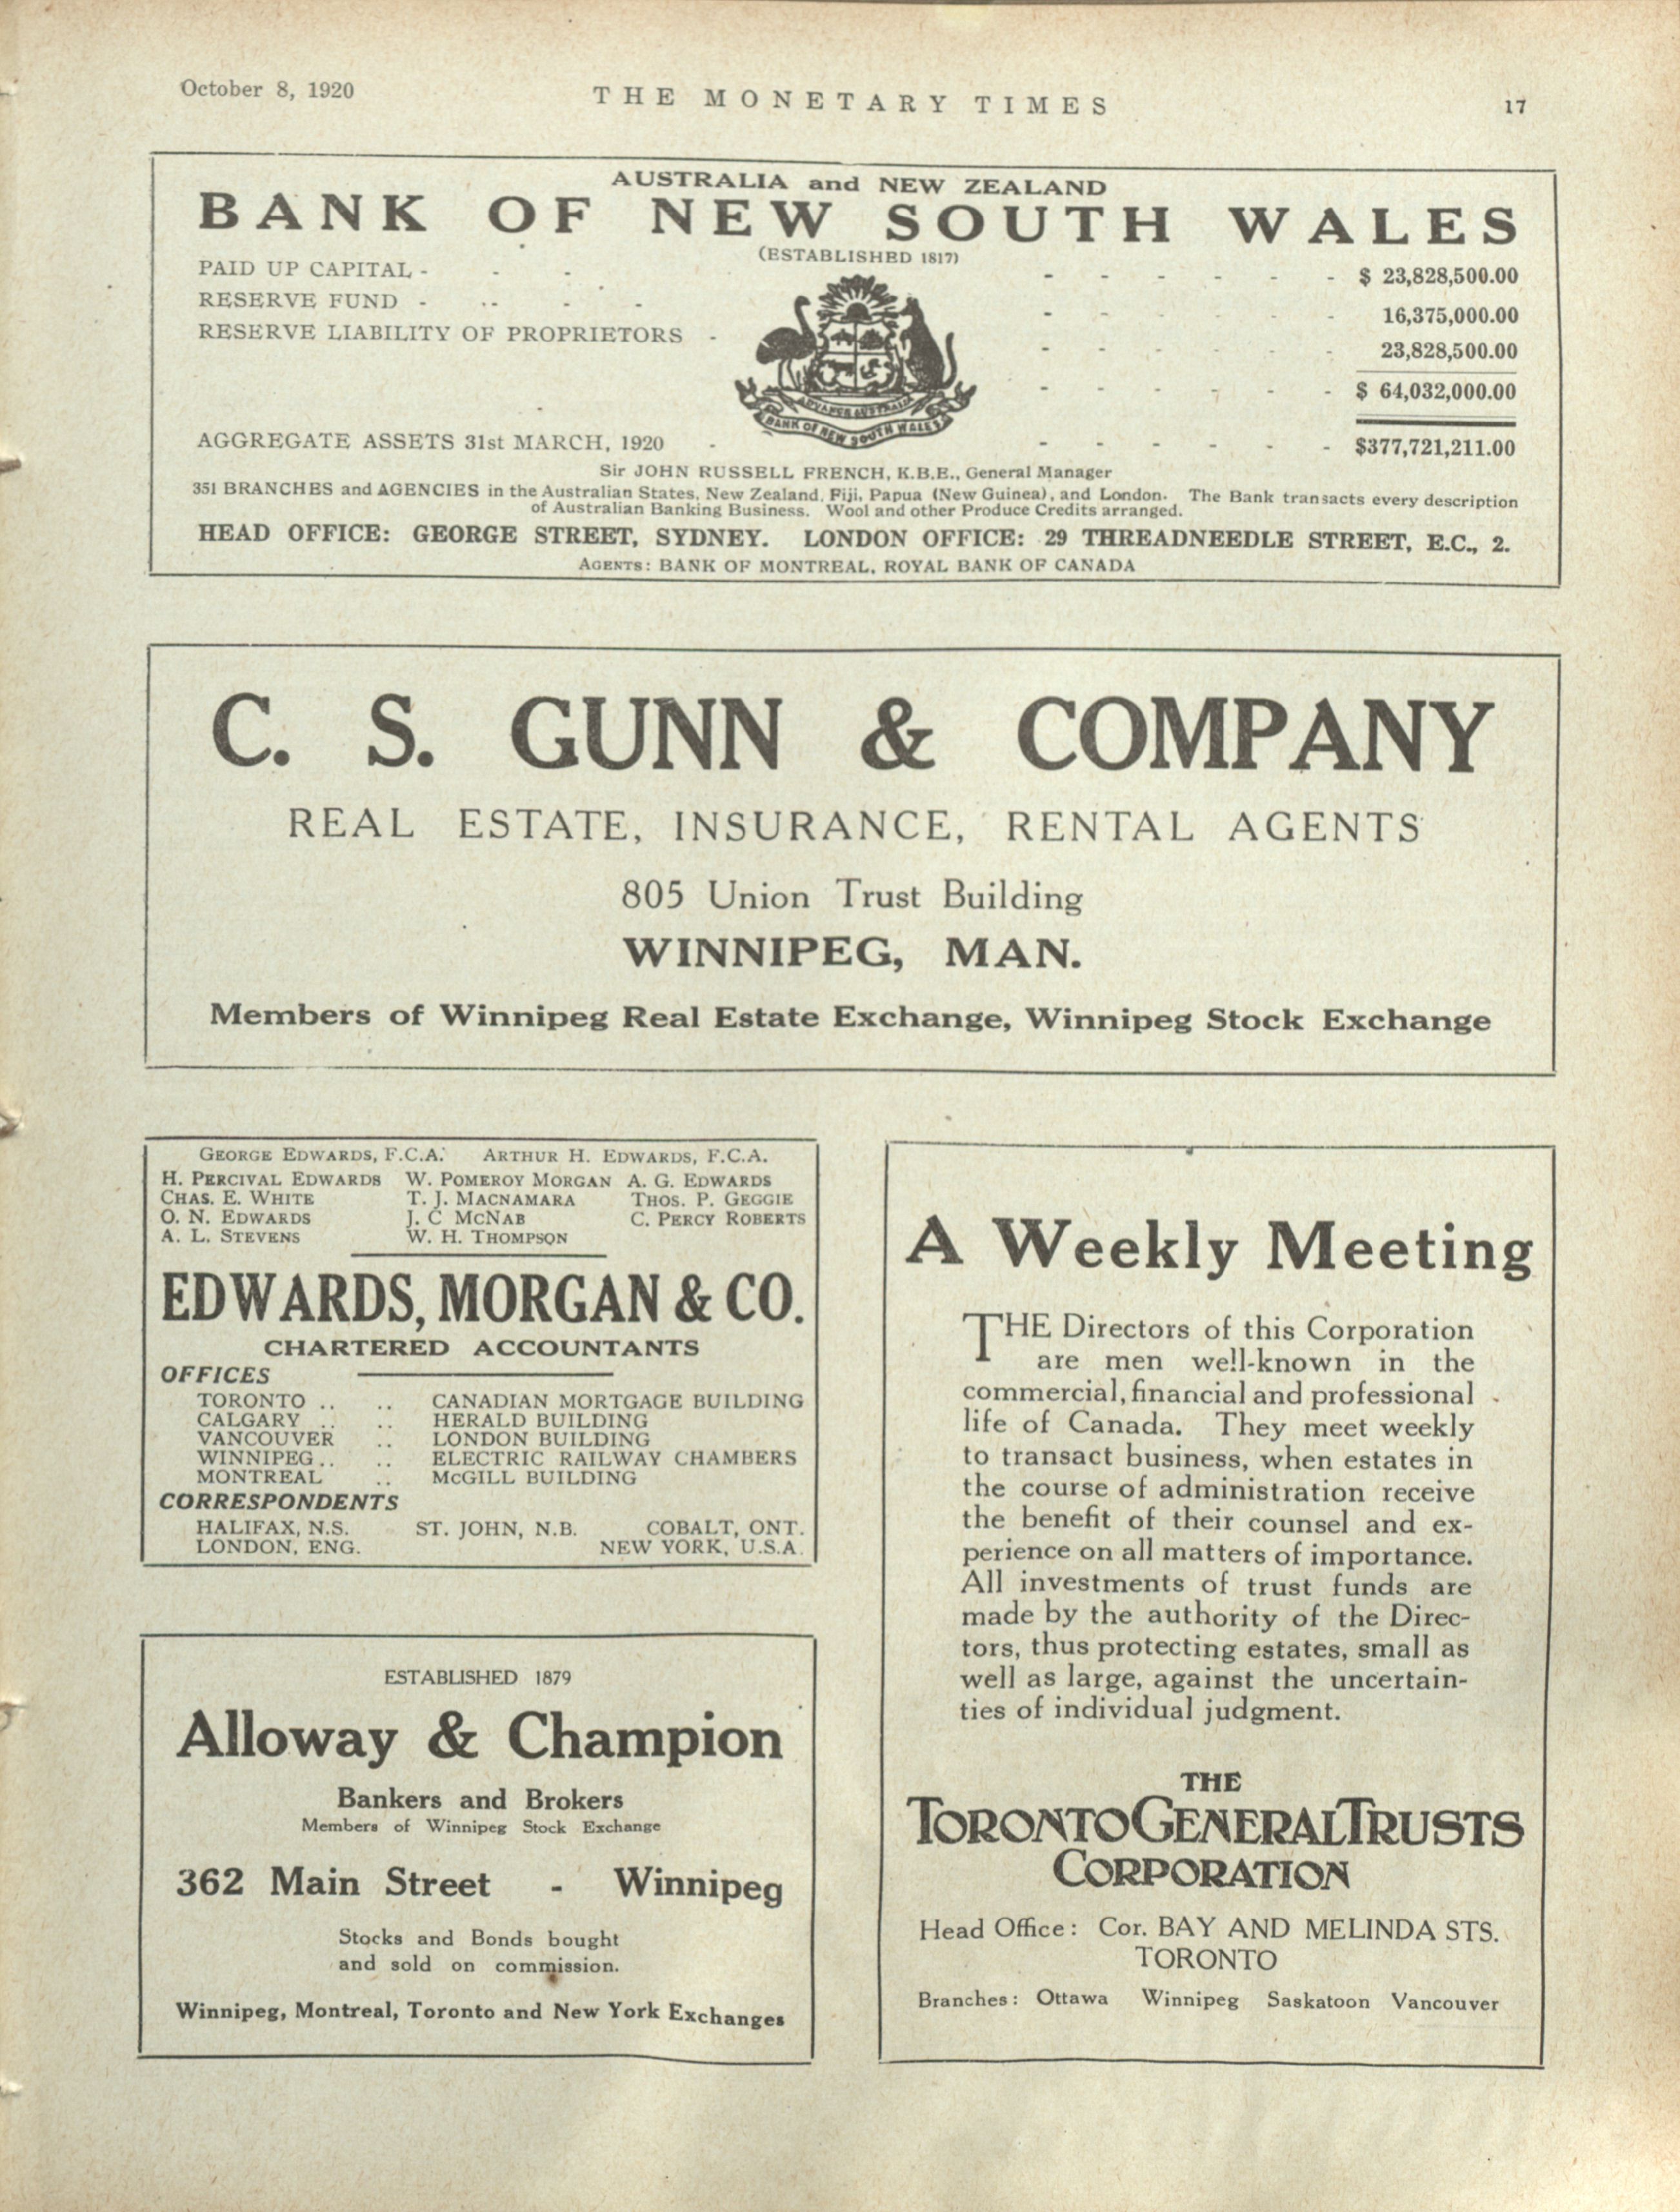 October 8, 1920
THE MONETARY TIMES
17
AUSTRALIA and NEW ZEALAND
BANK OF NEW SOUTH WALES
(ESTABLISHED 1817)
PAID UP CAPITAL - - - - - - - - - $ 23,828,500.00
RESERVE FUND - - - - - - - - - - 16,375,000.00
RESERVE LIABILITY OF PROPRIETORS - - - - - - - 23,828,500.00
- - - - - - $ 64,032,000.00
ADVANCE AUSTRALIA
BANK OF NEW SOUTH WALES
AGGREGATE ASSETS 31st MARCH, 1920 - - - - - - - $377,721,211.00
Sir JOHN RUSSELL FRENCH, K.B.E., General Manager
351 BRANCHES and AGENCIES in the Australian States, New Zealand, Fiji, Papua (New Guinea), and London. The Bank transacts every description
of Australian Banking Business. Wool and other Produce Credits arranged.
HEAD OFFICE: GEORGE STREET, SYDNEY. LONDON OFFICE: 29 THREADNEEDLE STREET, E.C., 2.
AGENTS: BANK OF MONTREAL, ROYAL BANK OF CANADA
C. S. GUNN & COMPANY
REAL ESTATE, INSURANCE, RENTAL AGENTS
805 Union Trust Building
WINNIPEG, MAN.
Members of Winnipeg Real Estate Exchange, Winnipeg Stock Exchange
GEORGE EDWARDS, F.C.A. ARTHUR H. EDWARDS, F.C.A.
H. PERCIVAL EDWARDS W. POMEROY MORGAN A. G. EDWARDS
CHAS. E. WHITE T. J. MACNAMARA THOS. P. GEGGIE
O. N. EDWARDS J. C MCNAB C. PERCY ROBERTS
A. L. STEVENS W. H. THOMPSON
EDWARDS, MORGAN & CO.
CHARTERED ACCOUNTANTS
OFFICES
TORONTO .. .. CANADIAN MORTGAGE BUILDING
CALGARY .. .. HERALD BUILDING
VANCOUVER .. LONDON BUILDING
WINNIPEG .. .. ELECTRIC RAILWAY CHAMBERS
MONTREAL .. McGILL BUILDING
CORRESPONDENTS
HALIFAX, N.S. ST. JOHN, N.B. COBALT, ONT.
LONDON, ENG. NEW YORK, U.S.A.
ESTABLISHED 1879
Alloway & Champion
Bankers and Brokers
Members of Winnipeg Stock Exchange
362 Main Street - Winnipeg
Stocks and Bonds bought
and sold on commission.
Winnipeg, Montreal, Toronto and New York Exchanges
A Weekly Meeting
THE Directors of this Corporation
are men well-known in the
commercial, financial and professional
life of Canada. They meet weekly
to transact business, when estates in
the course of administration receive
the benefit of their counsel and ex-
perience on all matters of importance.
All investments of trust funds are
made by the authority of the Direc-
tors, thus protecting estates, small as
well as large, against the uncertain-
ties of individual judgment.
THE
TORONTO GENERAL TRUSTS
CORPORATION
Head Office: Cor. BAY AND MELINDA STS.
TORONTO
Branches: Ottawa Winnipeg Saskatoon Vancouver